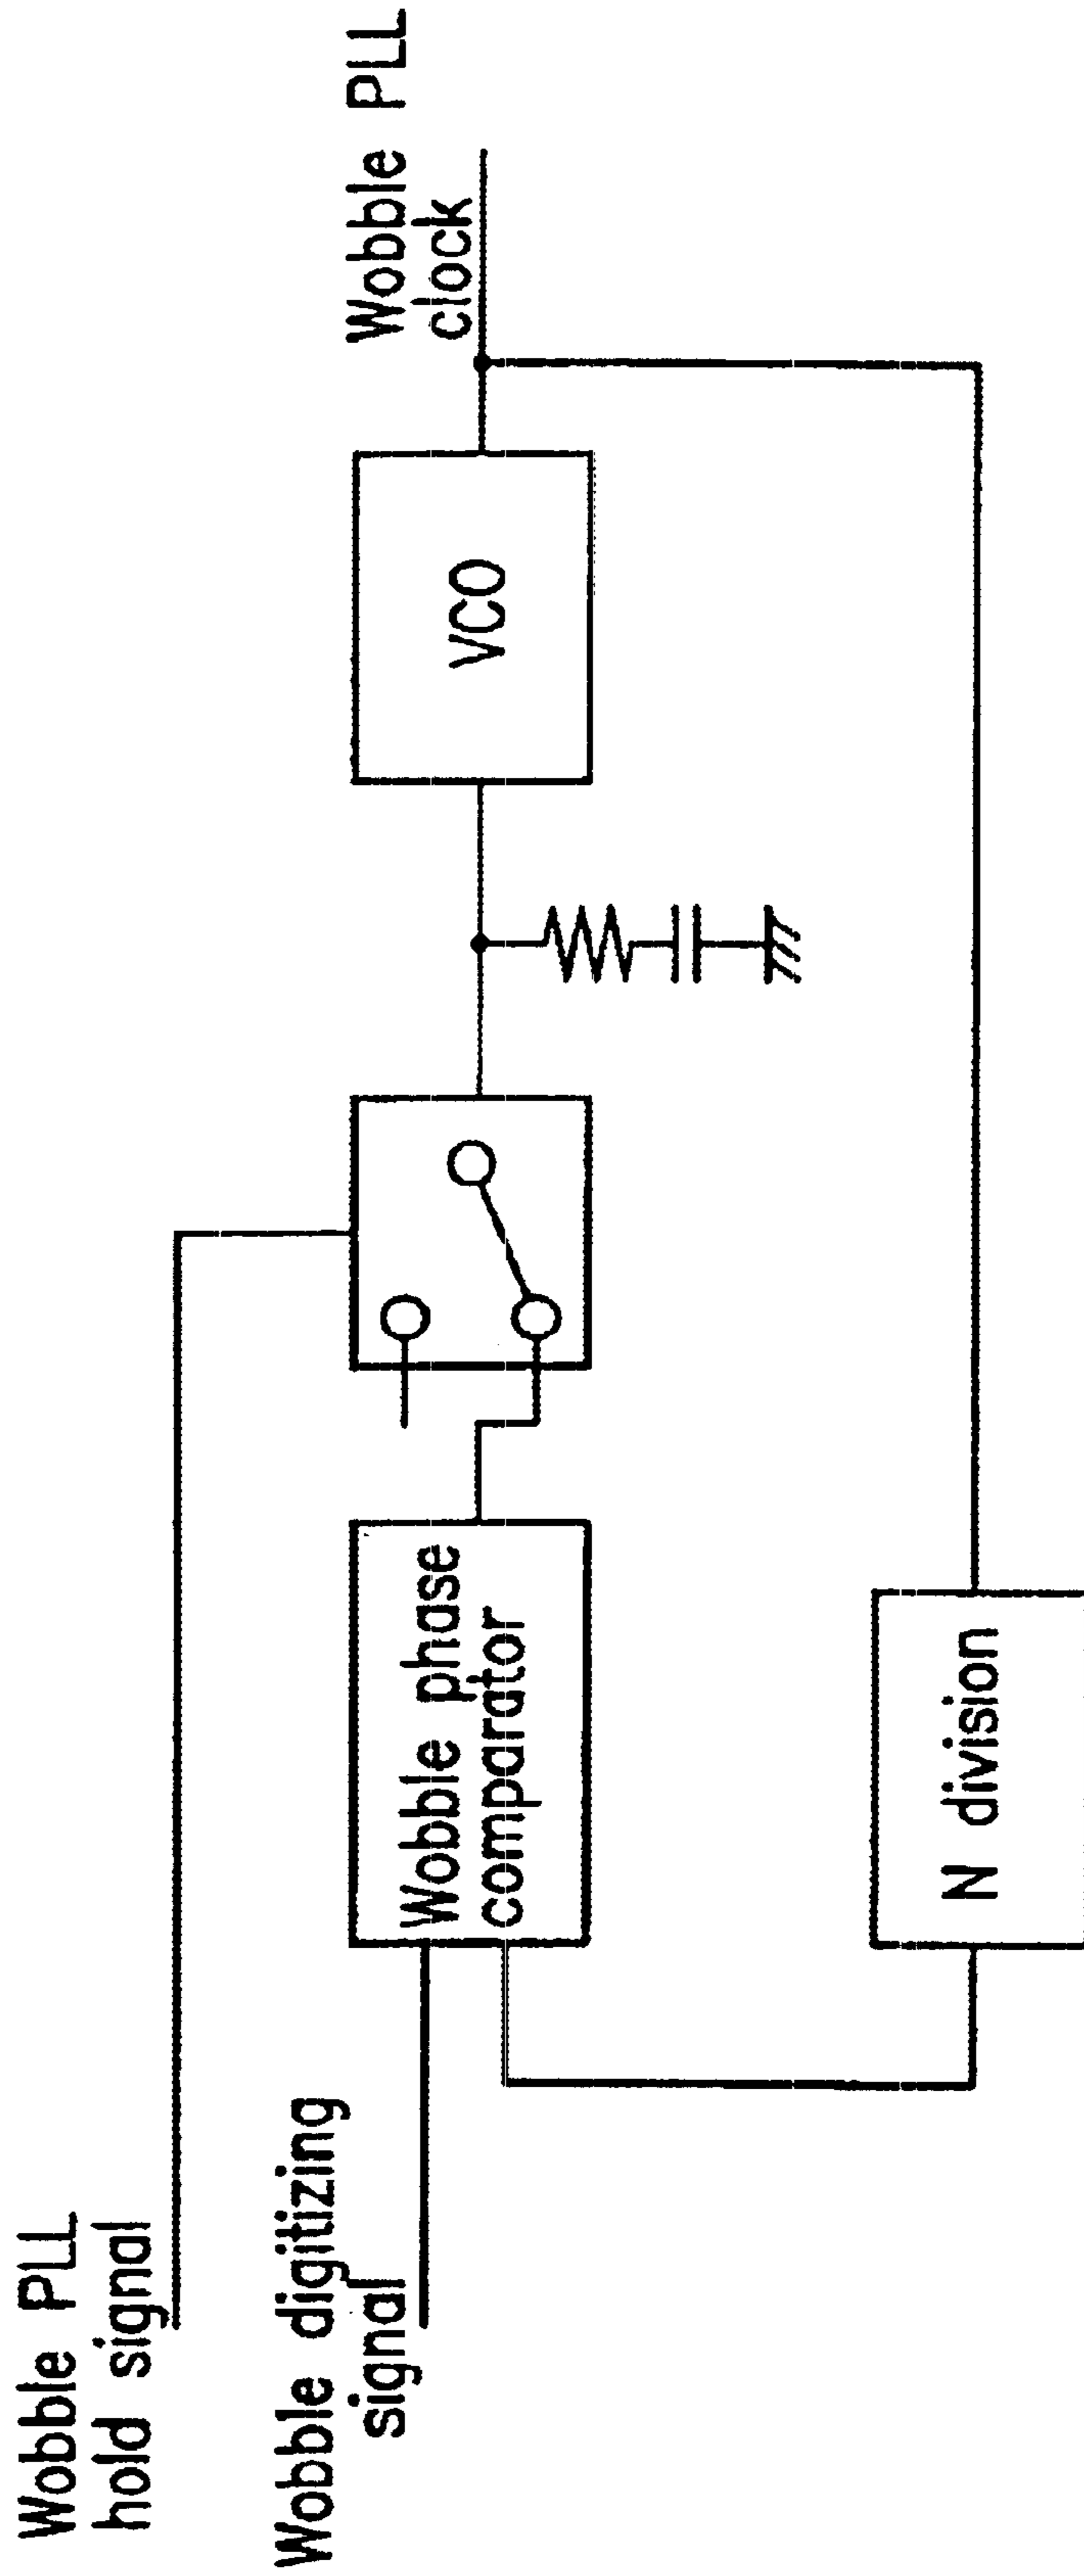 Wobble PLL
hold signal
Wobble digitizing
signal
Wobble phase
comparator
VCO
Wobble PLL
clock
N division